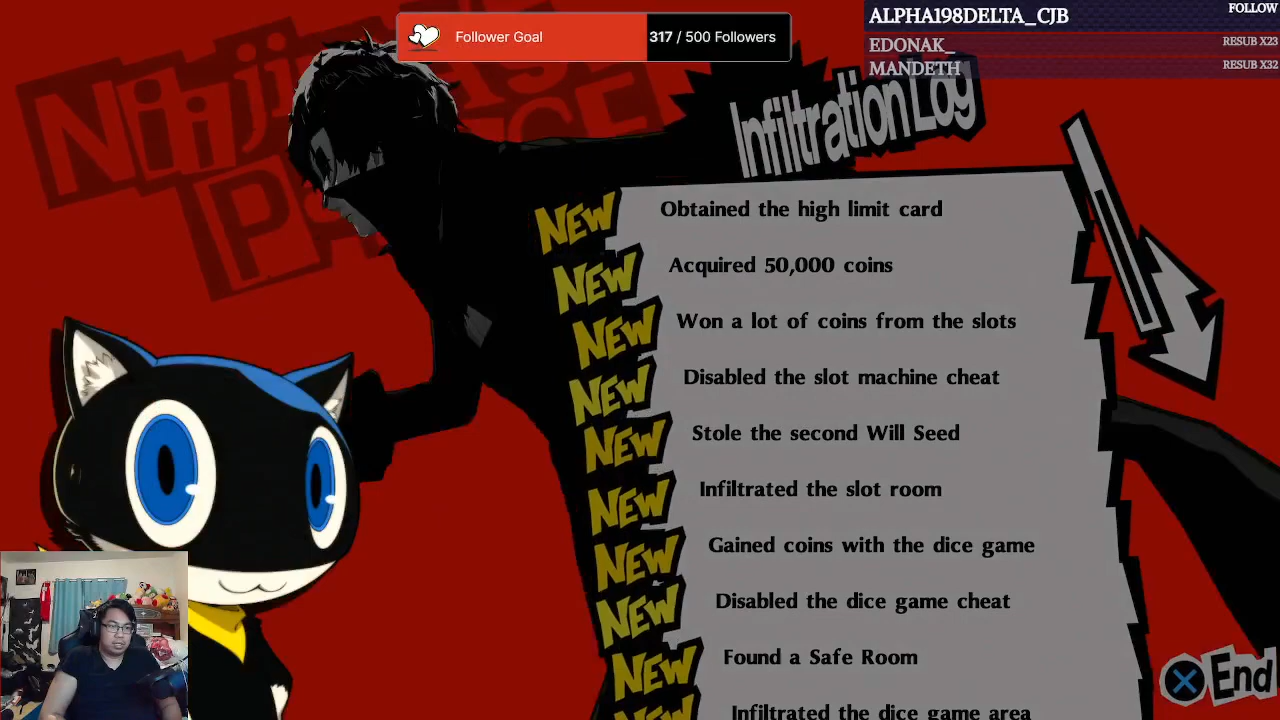 Follower Goal
317 / 500 Followers
ALPHA198DELTA_CJB
FOLLOW
EDONAK_
RESUB X23
MANDETH
RESUB X32
Niijima's
Palace
Infiltration Log
NEW Obtained the high limit card
NEW Acquired 50,000 coins
NEW Won a lot of coins from the slots
NEW Disabled the slot machine cheat
NEW Stole the second Will Seed
NEW Infiltrated the slot room
NEW Gained coins with the dice game
NEW Disabled the dice game cheat
NEW Found a Safe Room
NEW Infiltrated the dice game area
End